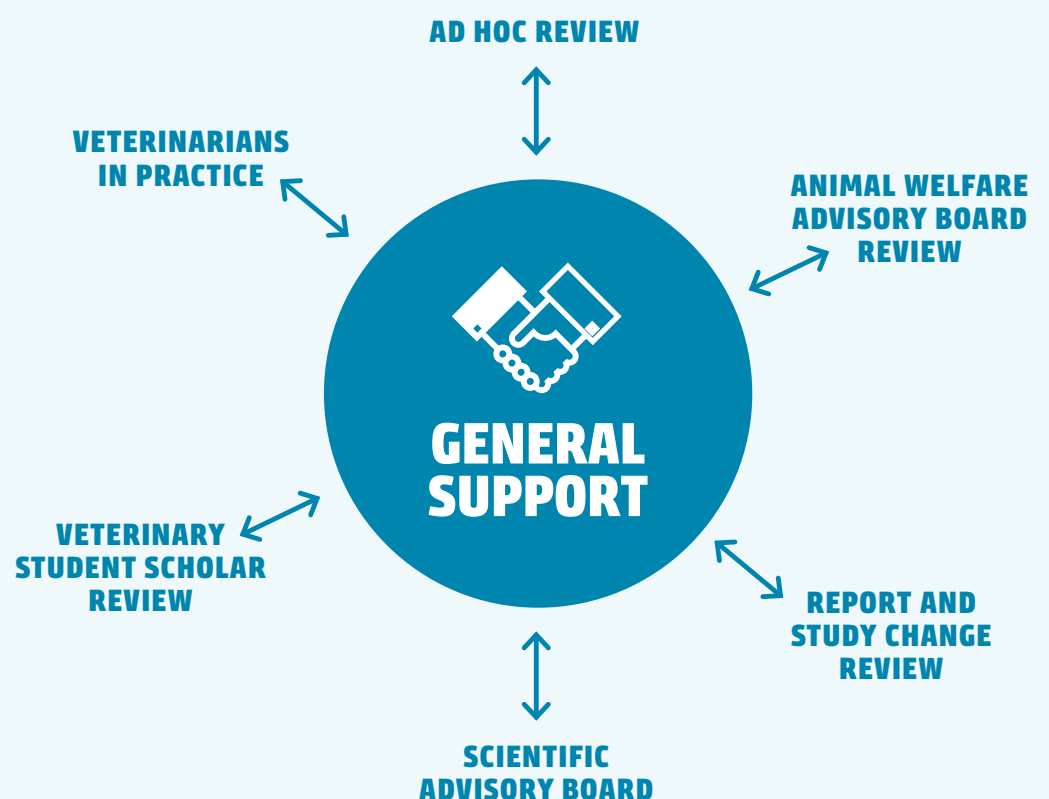 AD HOC REVIEW
VETERINARIANS
IN PRACTICE
ANIMAL WELFARE
ADVISORY BOARD
REVIEW
GENERAL
SUPPORT
VETERINARY
STUDENT SCHOLAR
REVIEW
REPORT AND
STUDY CHANGE
REVIEW
SCIENTIFIC
ADVISORY BOARD